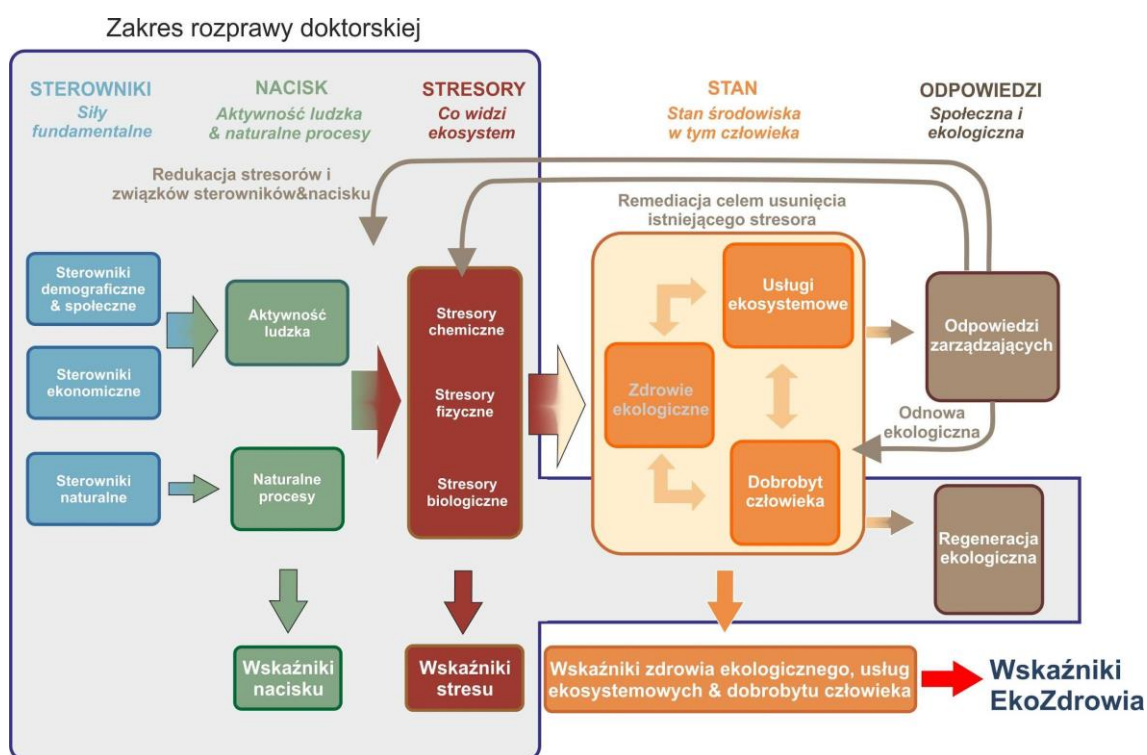 Zakres rozprawy doktorskiej
STEROWNIKI
Siły
fundamentalne
NACISK
Aktywność ludzka
& naturalne procesy
STRESORY
Co widzi
ekosystem
STAN
Stan śrdowiska
w tym człowieka
ODPOWIEDZI
Społeczna i
ekologiczna
Redukacja stresorów i
związków sterowników&nacisku
Remediacja celem usunięcia
istniejącego stresora
Sterowniki
demograficzne
& społeczne
Sterowniki
ekonomiczne
Sterowniki
naturalne
Aktywność
ludzka
Naturalne
procesy
Stresory
chemiczne
Stresory
fizyczne
Stresory
biologiczne
Usługi
ekosystemowe
Zdrowie
ekologiczne
Dobrobyt
człowieka
Odpowiedzi
zarządzających
Odnowa
ekologiczna
Regeneracja
ekologiczna
Wskaźniki
nacisku
Wskaźniki
stresu
Wskaźniki zdrowia ekologicznego, usług
ekosystemowych & dobrobytu człowieka
Wskaźniki
EkoZdrowia